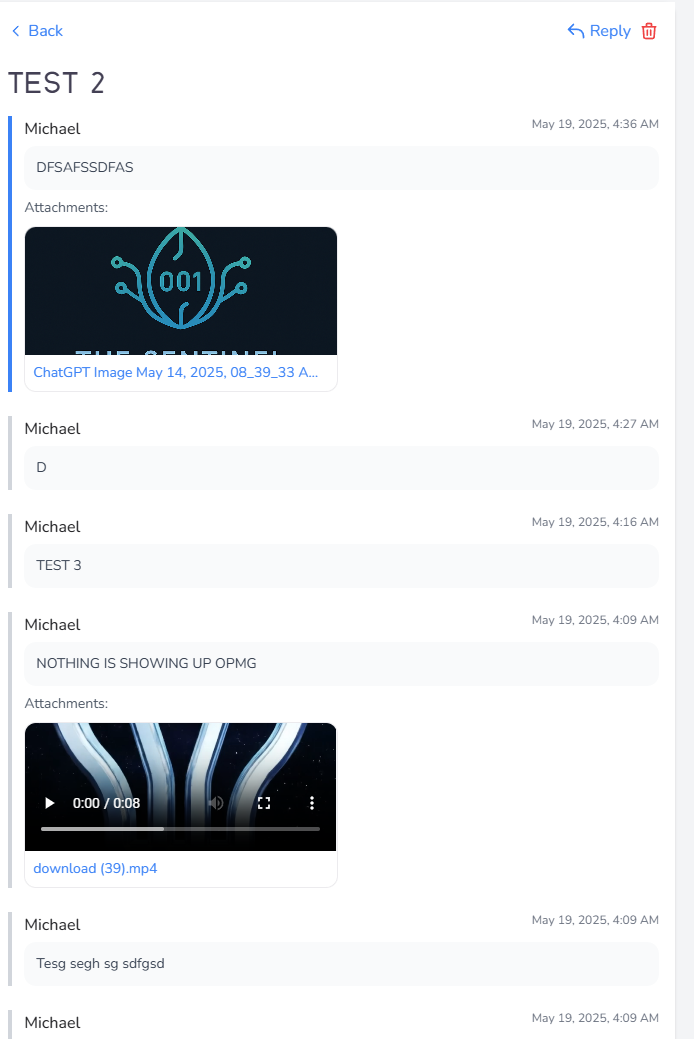 Back
Reply
TEST 2
Michael
May 19, 2025, 4:36 AM
DFSAFSSDFAS
Attachments:
001
THE SENTINEL
ChatGPT Image May 14, 2025, 08_39_33 A...
Michael
May 19, 2025, 4:27 AM
D
Michael
May 19, 2025, 4:16 AM
TEST 3
Michael
May 19, 2025, 4:09 AM
NOTHING IS SHOWING UP OPMG
Attachments:
0:00 / 0:08
download (39).mp4
Michael
May 19, 2025, 4:09 AM
Tesg segh sg sdfgsd
Michael
May 19, 2025, 4:09 AM